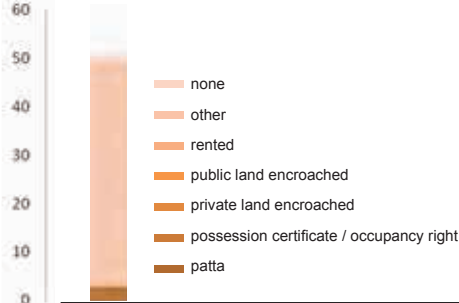 60
50
40
30
20
10
0
none
other
rented
public land encroached
private land encroached
possession certificate / occupancy right
patta